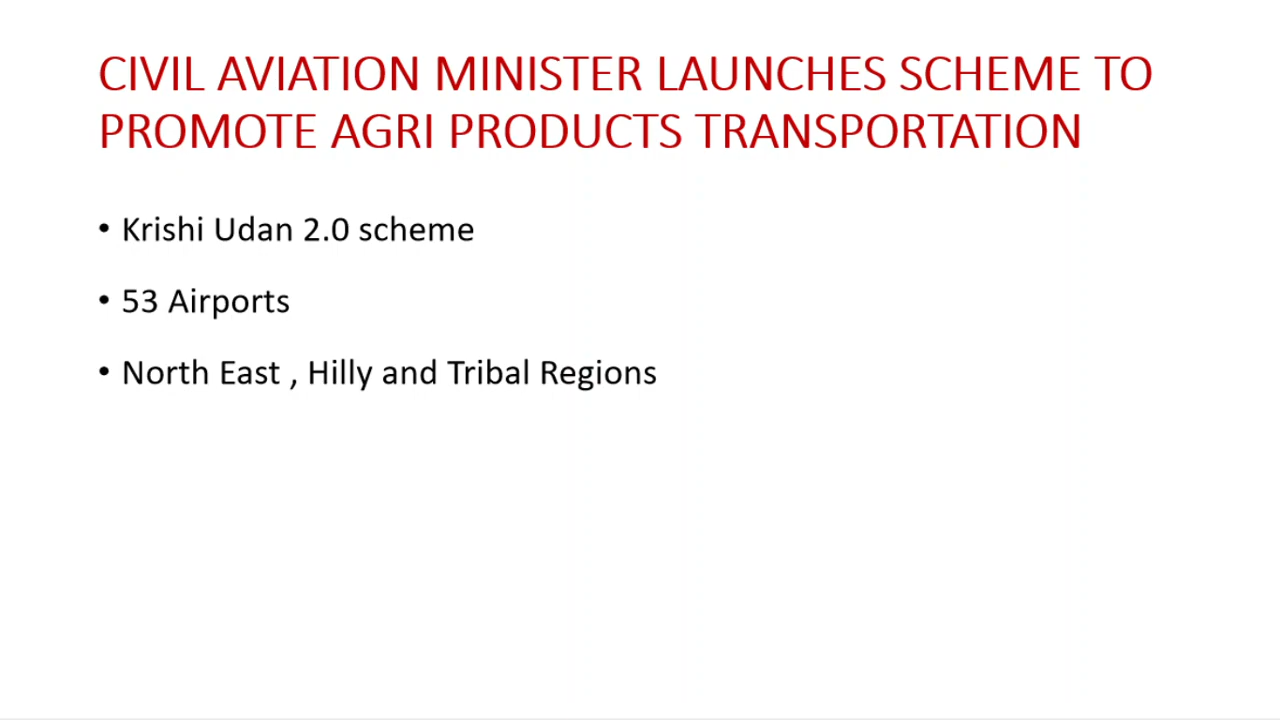 CIVIL AVIATION MINISTER LAUNCHES SCHEME TO
PROMOTE AGRI PRODUCTS TRANSPORTATION
• Krishi Udan 2.0 scheme
• 53 Airports
• North East , Hilly and Tribal Regions